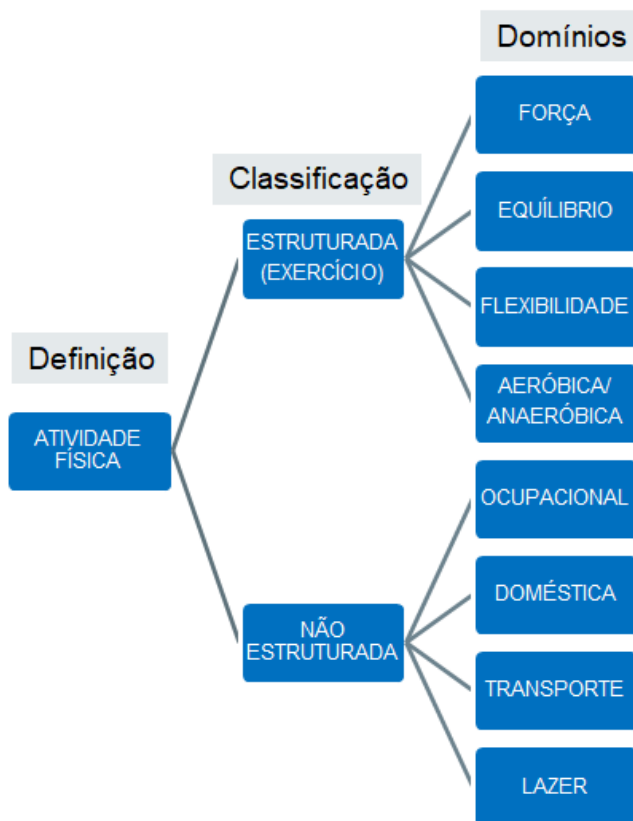 Domínios
FORÇA
Classificação
EQUÍLIBRIO
ESTRUTURADA
(EXERCÍCIO)
FLEXIBILIDADE
Definição
AERÓBICA/
ANAERÓBICA
ATIVIDADE
FÍSICA
OCUPACIONAL
DOMÉSTICA
NÃO
ESTRUTURADA
TRANSPORTE
LAZER